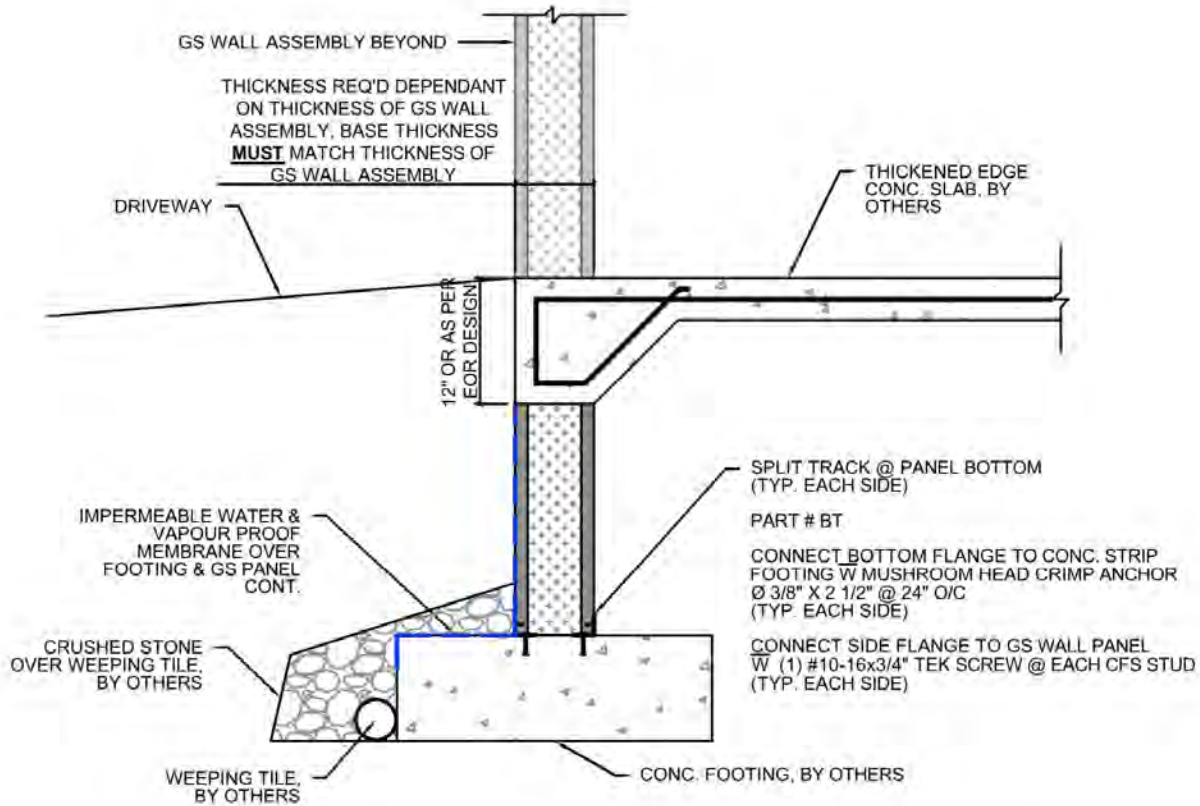 GS WALL ASSEMBLY BEYOND
THICKNESS REQ'D DEPENDANT
ON THICKNESS OF GS WALL
ASSEMBLY, BASE THICKNESS
MUST MATCH THICKNESS OF
GS WALL ASSEMBLY
DRIVEWAY
THICKENED EDGE
CONC. SLAB, BY
OTHERS
12" OR AS PER
EOR DESIGN
SPLIT TRACK @ PANEL BOTTOM
(TYP. EACH SIDE)
PART # BT
CONNECT BOTTOM FLANGE TO CONC. STRIP
FOOTING W MUSHROOM HEAD CRIMP ANCHOR
Ø 3/8" X 2 1/2" @ 24" O/C
(TYP. EACH SIDE)
CONNECT SIDE FLANGE TO GS WALL PANEL
W (1) #10-16x3/4" TEK SCREW @ EACH CFS STUD
(TYP. EACH SIDE)
IMPERMEABLE WATER &
VAPOUR PROOF
MEMBRANE OVER
FOOTING & GS PANEL
CONT.
CRUSHED STONE
OVER WEEPING TILE,
BY OTHERS
WEEPING TILE,
BY OTHERS
CONC. FOOTING, BY OTHERS